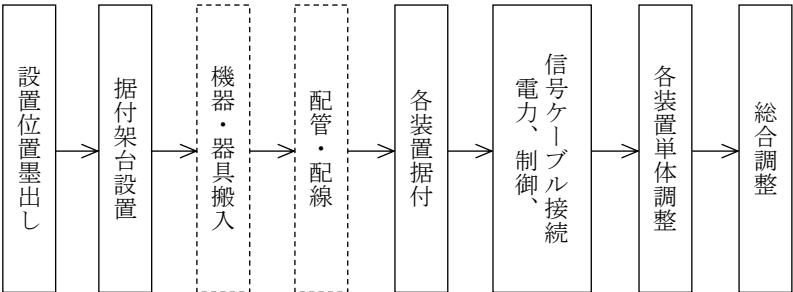 設置位置墨出し
据付架台設置
機器・器具搬入
配管・配線
各装置据付
電力、制御、
信号ケーブル接続
各装置単体調整
総合調整